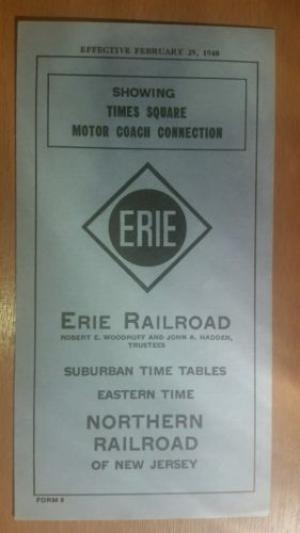 EFFECTIVE FEBRUARY 29, 1940
SHOWING
TIMES SQUARE
MOTOR COACH CONNECTION
ERIE
ERIE RAILROAD
ROBERT E. WOODRUFF AND JOHN A. HADDEN,
TRUSTEES
SUBURBAN TIME TABLES
EASTERN TIME
NORTHERN
RAILROAD
OF NEW JERSEY
FORM 8